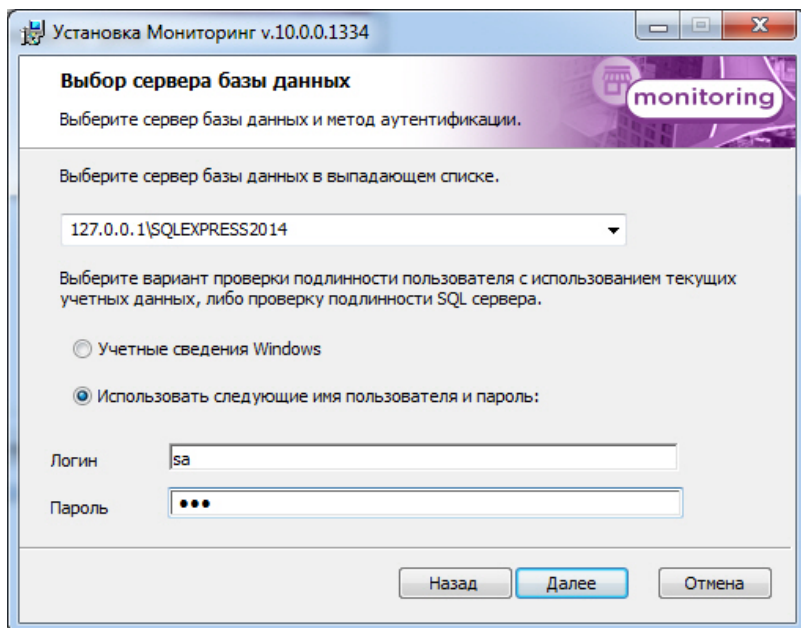 Установка Мониторинг v.10.0.0.1334
Выбор сервера базы данных
monitoring
Выберите сервер базы данных и метод аутентификации.
Выберите сервер базы данных в выпадающем списке.
127.0.0.1\SQLEXPRESS2014
Выберите вариант проверки подлинности пользователя с использованием текущих
учетных данных, либо проверку подлинности SQL сервера.
Учетные сведения Windows
Использовать следующие имя пользователя и пароль:
Логин sa
Пароль •••
Назад Далее Отмена